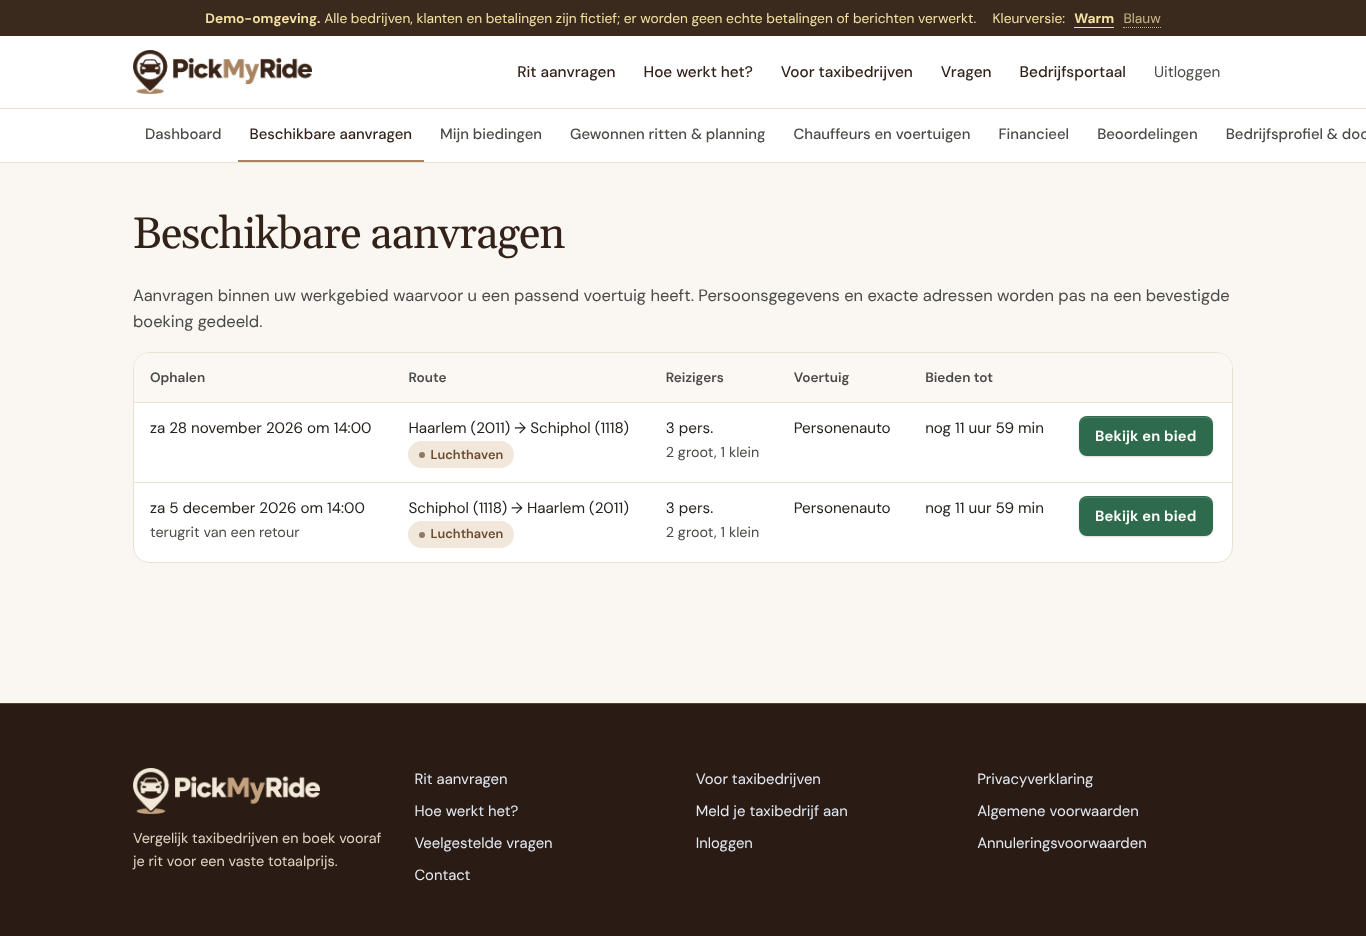 Demo-omgeving. Alle bedrijven, klanten en betalingen zijn fictief; er worden geen echte betalingen of berichten verwerkt. Kleurversie: Warm Blauw
PickMyRide
Rit aanvragen Hoe werkt het? Voor taxibedrijven Vragen Bedrijfsportaal Uitloggen
Dashboard Beschikbare aanvragen Mijn biedingen Gewonnen ritten & planning Chauffeurs en voertuigen Financieel Beoordelingen Bedrijfsprofiel &
Beschikbare aanvragen
Aanvragen binnen uw werkgebied waarvoor u een passend voertuig heeft. Persoonsgegevens en exacte adressen worden pas na een bevestigde
boeking gedeeld.
Ophalen Route Reizigers Voertuig Bieden tot
za 28 november 2026 om 14:00 Haarlem (2011) → Schiphol (1118) 3 pers. Personenauto nog 11 uur 59 min Bekijk en bied
Luchthaven 2 groot, 1 klein
za 5 december 2026 om 14:00 Schiphol (1118) → Haarlem (2011) 3 pers. Personenauto nog 11 uur 59 min Bekijk en bied
terugrit van een retour Luchthaven 2 groot, 1 klein
PickMyRide
Vergelijk taxibedrijven en boek vooraf
je rit voor een vaste totaalprijs.
Rit aanvragen
Hoe werkt het?
Veelgestelde vragen
Contact
Voor taxibedrijven
Meld je taxibedrijf aan
Inloggen
Privacyverklaring
Algemene voorwaarden
Annuleringsvoorwaarden